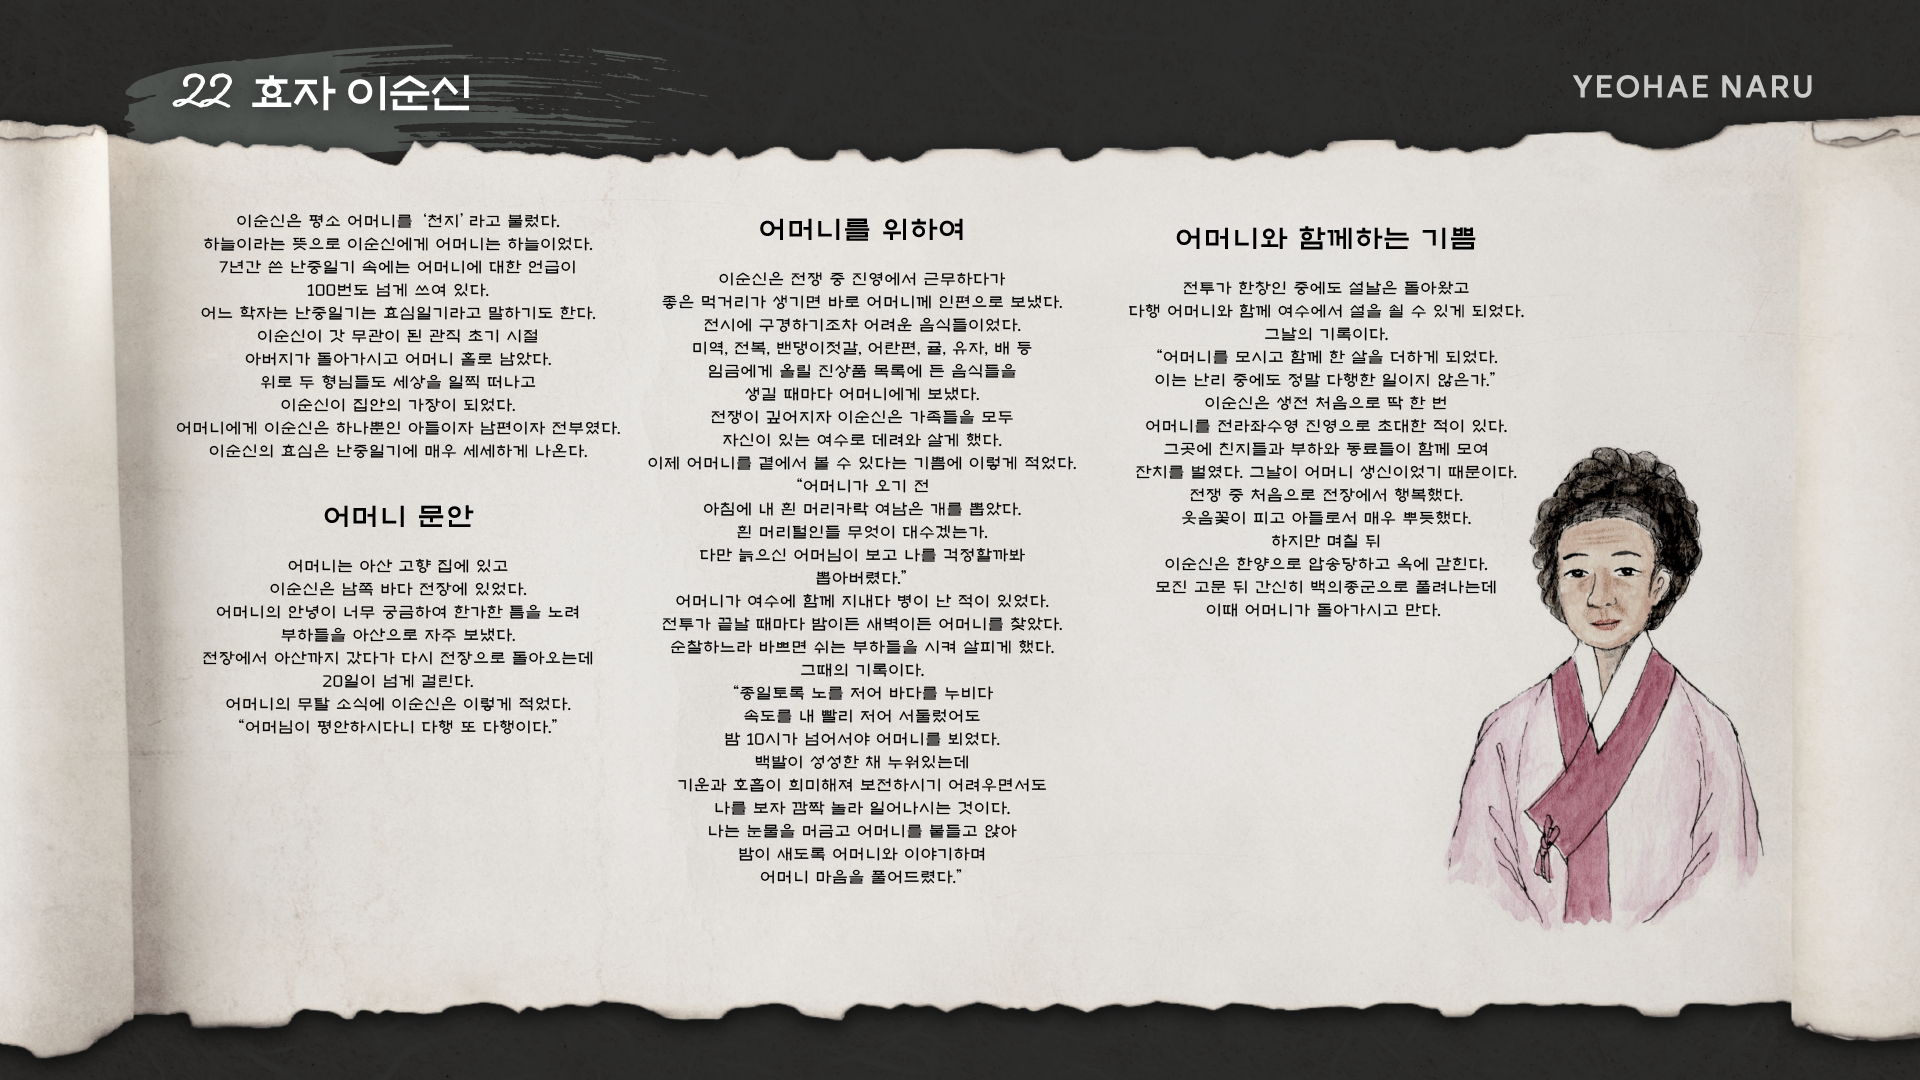 22 효자 이순신
YEOHAE NARU
이순신은 평소 어머니를 ‘천지’ 라고 불렀다.
하늘이라는 뜻으로 이순신에게 어머니는 하늘이었다.
7년간 쓴 난중일기 속에는 어머니에 대한 언급이
100번도 넘게 쓰여 있다.
어느 학자는 난중일기는 효심일기라고 말하기도 한다.
이순신이 갓 무관이 된 관직 초기 시절
아버지가 돌아가시고 어머니 홀로 남았다.
위로 두 형님들도 세상을 일찍 떠나고
이순신이 집안의 가장이 되었다.
어머니에게 이순신은 하나뿐인 아들이자 남편이자 전부였다.
이순신의 효심은 난중일기에 매우 세세하게 나온다.
어머니 문안
어머니는 아산 고향 집에 있고
이순신은 남쪽 바다 전장에 있었다.
어머니의 안녕이 너무 궁금하여 한가한 틈을 노려
부하들을 아산으로 자주 보냈다.
전장에서 아산까지 갔다가 다시 전장으로 돌아오는데
20일이 넘게 걸린다.
어머니의 무탈 소식에 이순신은 이렇게 적었다.
“어머님이 평안하시다니 다행 또 다행이다.”
어머니를 위하여
이순신은 전쟁 중 진영에서 근무하다가
좋은 먹거리가 생기면 바로 어머니께 인편으로 보냈다.
전시에 구경하기조차 어려운 음식들이었다.
미역, 전복, 밴댕이젓갈, 어란편, 귤, 유자, 배 등
임금에게 올릴 진상품 목록에 든 음식들을
생길 때마다 어머니에게 보냈다.
전쟁이 깊어지자 이순신은 가족들을 모두
자신이 있는 여수로 데려와 살게 했다.
이제 어머니를 곁에서 볼 수 있다는 기쁨에 이렇게 적었다.
“어머니가 오기 전
아침에 내 흰 머리카락 여남은 개를 뽑았다.
흰 머리털인들 무엇이 대수겠는가.
다만 늙으신 어머님이 보고 나를 걱정할까봐
뽑아버렸다.”
어머니가 여수에 함께 지내다 병이 난 적이 있었다.
전투가 끝날 때마다 밤이든 새벽이든 어머니를 찾았다.
순찰하느라 바쁘면 쉬는 부하들을 시켜 살피게 했다.
그때의 기록이다.
“종일토록 노를 저어 바다를 누비다
속도를 내 빨리 저어 서둘렀어도
밤 10시가 넘어서야 어머니를 뵈었다.
백발이 성성한 채 누워있는데
기운과 호흡이 희미해져 보전하시기 어려우면서도
나를 보자 깜짝 놀라 일어나시는 것이다.
나는 눈물을 머금고 어머니를 붙들고 앉아
밤이 새도록 어머니와 이야기하며
어머니 마음을 풀어드렸다.”
어머니와 함께하는 기쁨
전투가 한창인 중에도 설날은 돌아왔고
다행 어머니와 함께 여수에서 설을 쇨 수 있게 되었다.
그날의 기록이다.
“어머니를 모시고 함께 한 살을 더하게 되었다.
이는 난리 중에도 정말 다행한 일이지 않은가.”
이순신은 생전 처음으로 딱 한 번
어머니를 전라좌수영 진영으로 초대한 적이 있다.
그곳에 친지들과 부하와 동료들이 함께 모여
잔치를 벌였다. 그날이 어머니 생신이었기 때문이다.
전쟁 중 처음으로 전장에서 행복했다.
웃음꽃이 피고 아들로서 매우 뿌듯했다.
하지만 며칠 뒤
이순신은 한양으로 압송당하고 옥에 갇힌다.
모진 고문 뒤 간신히 백의종군으로 풀려나는데
이때 어머니가 돌아가시고 만다.